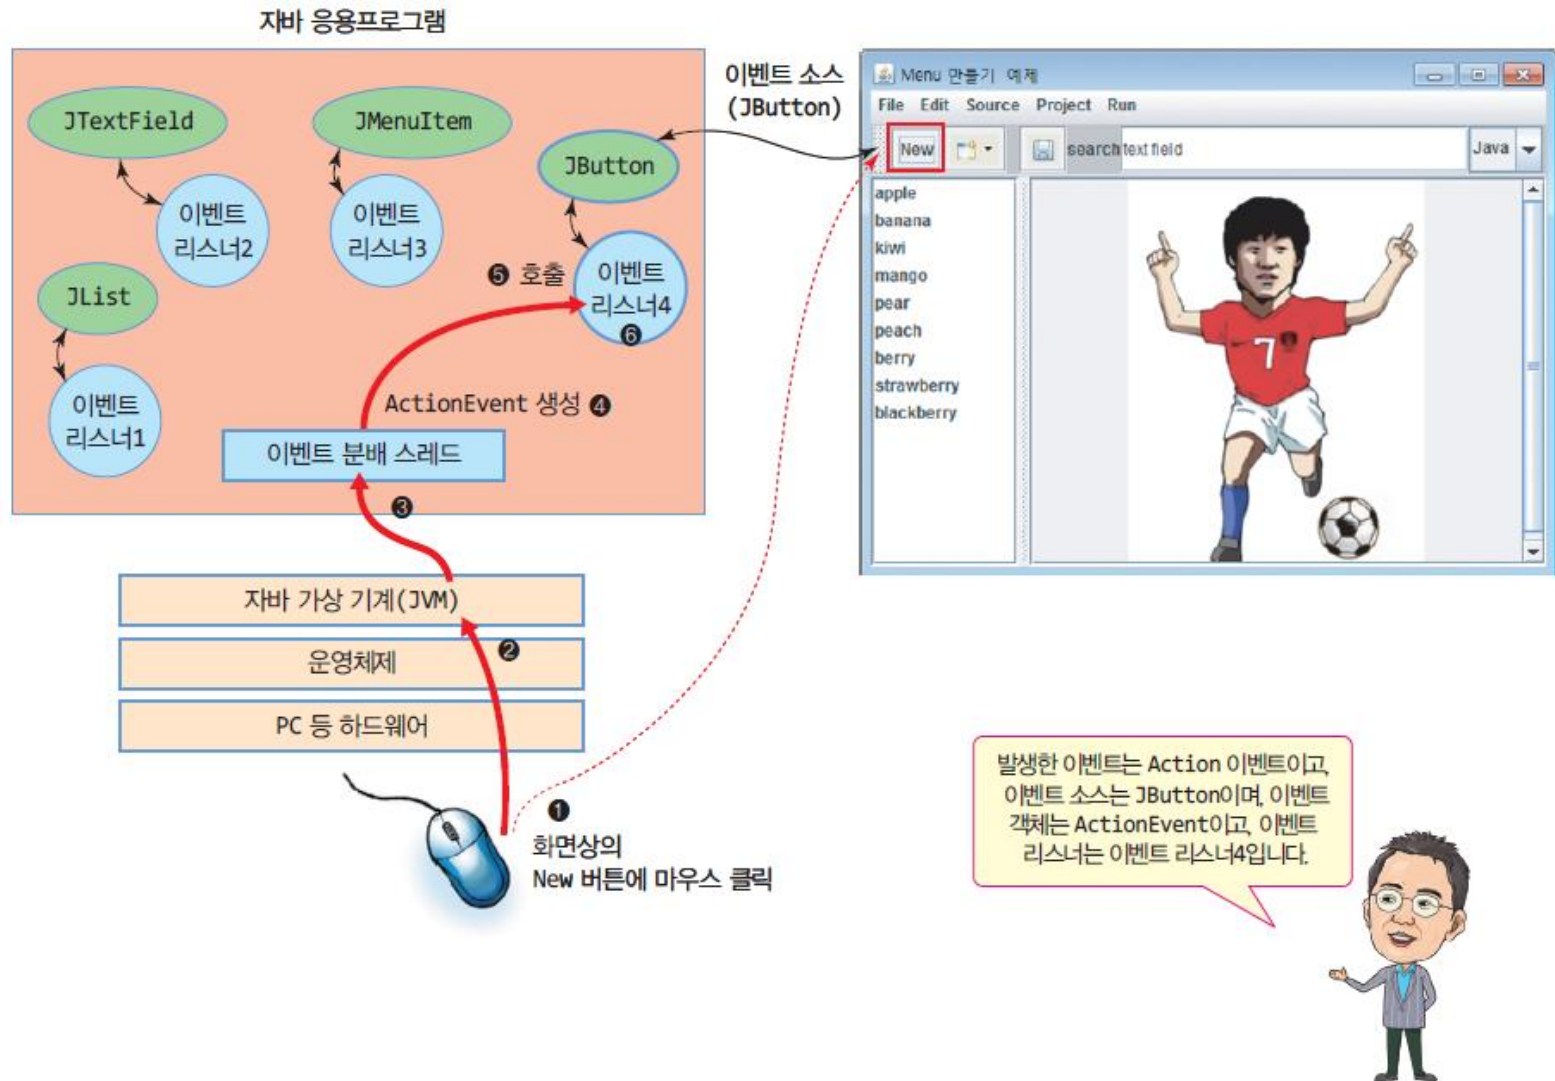 자바 응용프로그램
JTextField
이벤트
리스너2
JMenuItem
이벤트
리스너3
JButton
이벤트
리스너4
❻
❺ 호출
JList
이벤트
리스너1
ActionEvent 생성 ❹
이벤트 분배 스레드
❸
자바 가상 기계(JVM)
❷
운영체제
PC 등 하드웨어
❶
화면상의
New 버튼에 마우스 클릭
이벤트 소스
(JButton)
Menu 만들기 예제
File Edit Source Project Run
New
search text field
Java
apple
banana
kiwi
mango
pear
peach
berry
strawberry
blackberry
7
발생한 이벤트는 Action 이벤트이고,
이벤트 소스는 JButton이며, 이벤트
객체는 ActionEvent이고, 이벤트
리스너는 이벤트 리스너4입니다.